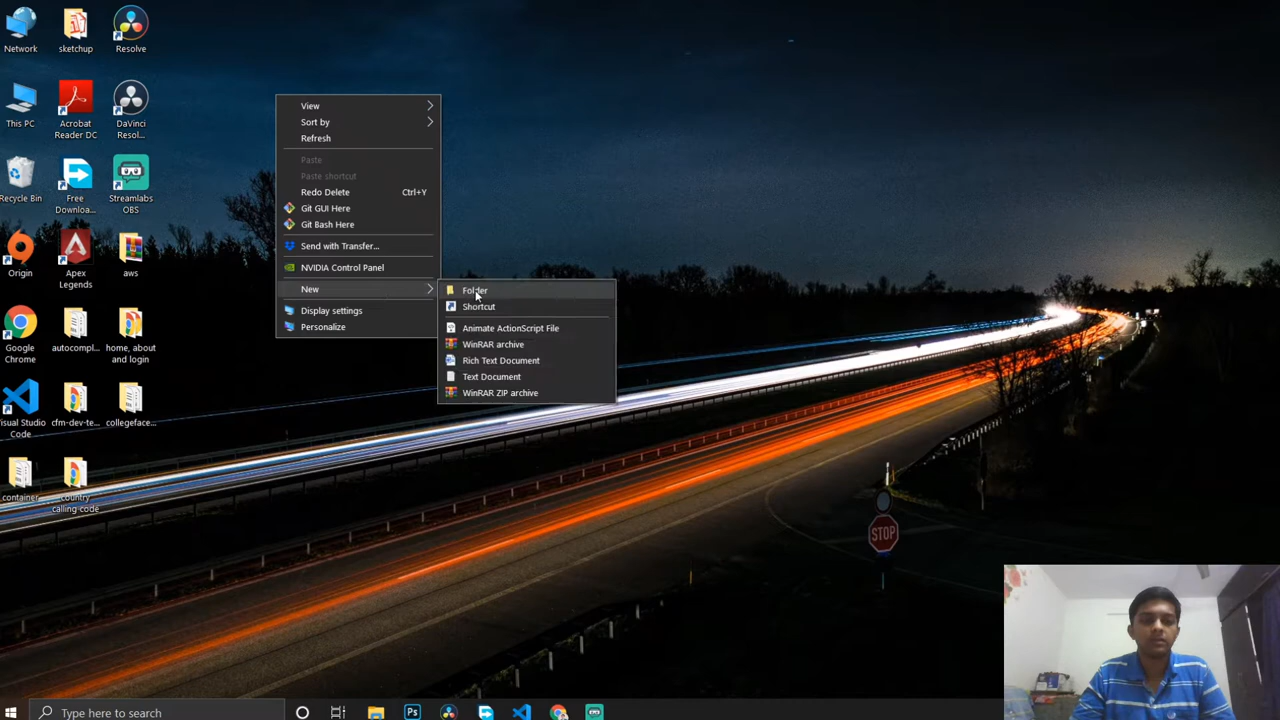 Network
sketchup
Resolve
This PC
Acrobat
Reader DC
DaVinci
Resol...
Recycle Bin
Free
Downloa...
Streamlabs
OBS
Origin
Apex
Legends
aws
Google
Chrome
autocompl...
home, about
and login
Visual Studio
Code
cfm-dev-te...
collegeface...
container
country
calling-code
View
Sort by
Refresh
Paste
Paste shortcut
Redo Delete Ctrl+Y
Git GUI Here
Git Bash Here
Send with Transfer...
NVIDIA Control Panel
New
Display settings
Personalize
Folder
Shortcut
Animate ActionScript File
WinRAR archive
Rich Text Document
Text Document
WinRAR ZIP archive
STOP
Type here to search
Ps